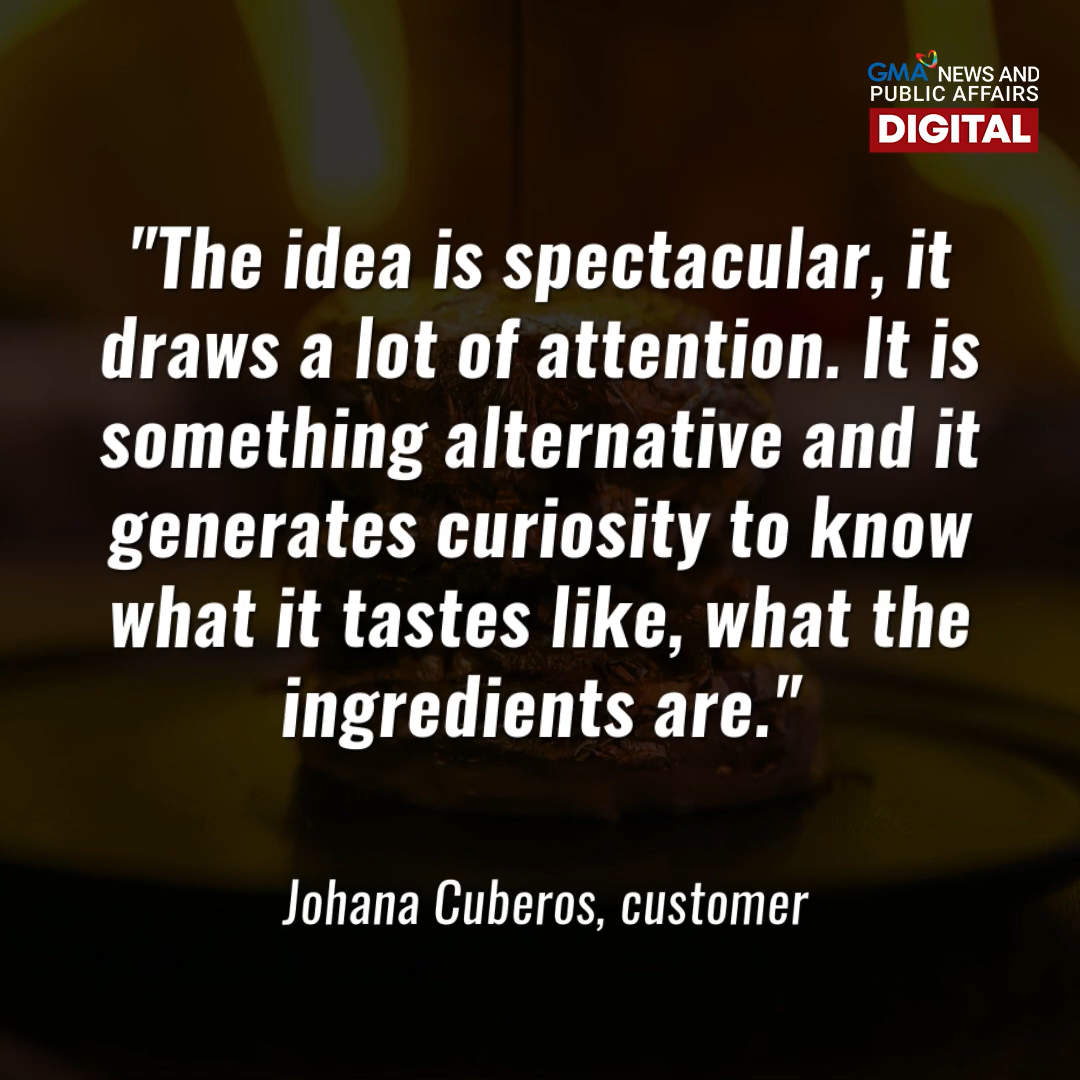 GMA NEWS AND
PUBLIC AFFAIRS
DIGITAL
"The idea is spectacular, it
draws a lot of attention. It is
something alternative and it
generates curiosity to know
what it tastes like, what the
ingredients are."
Johana Cuberos, customer